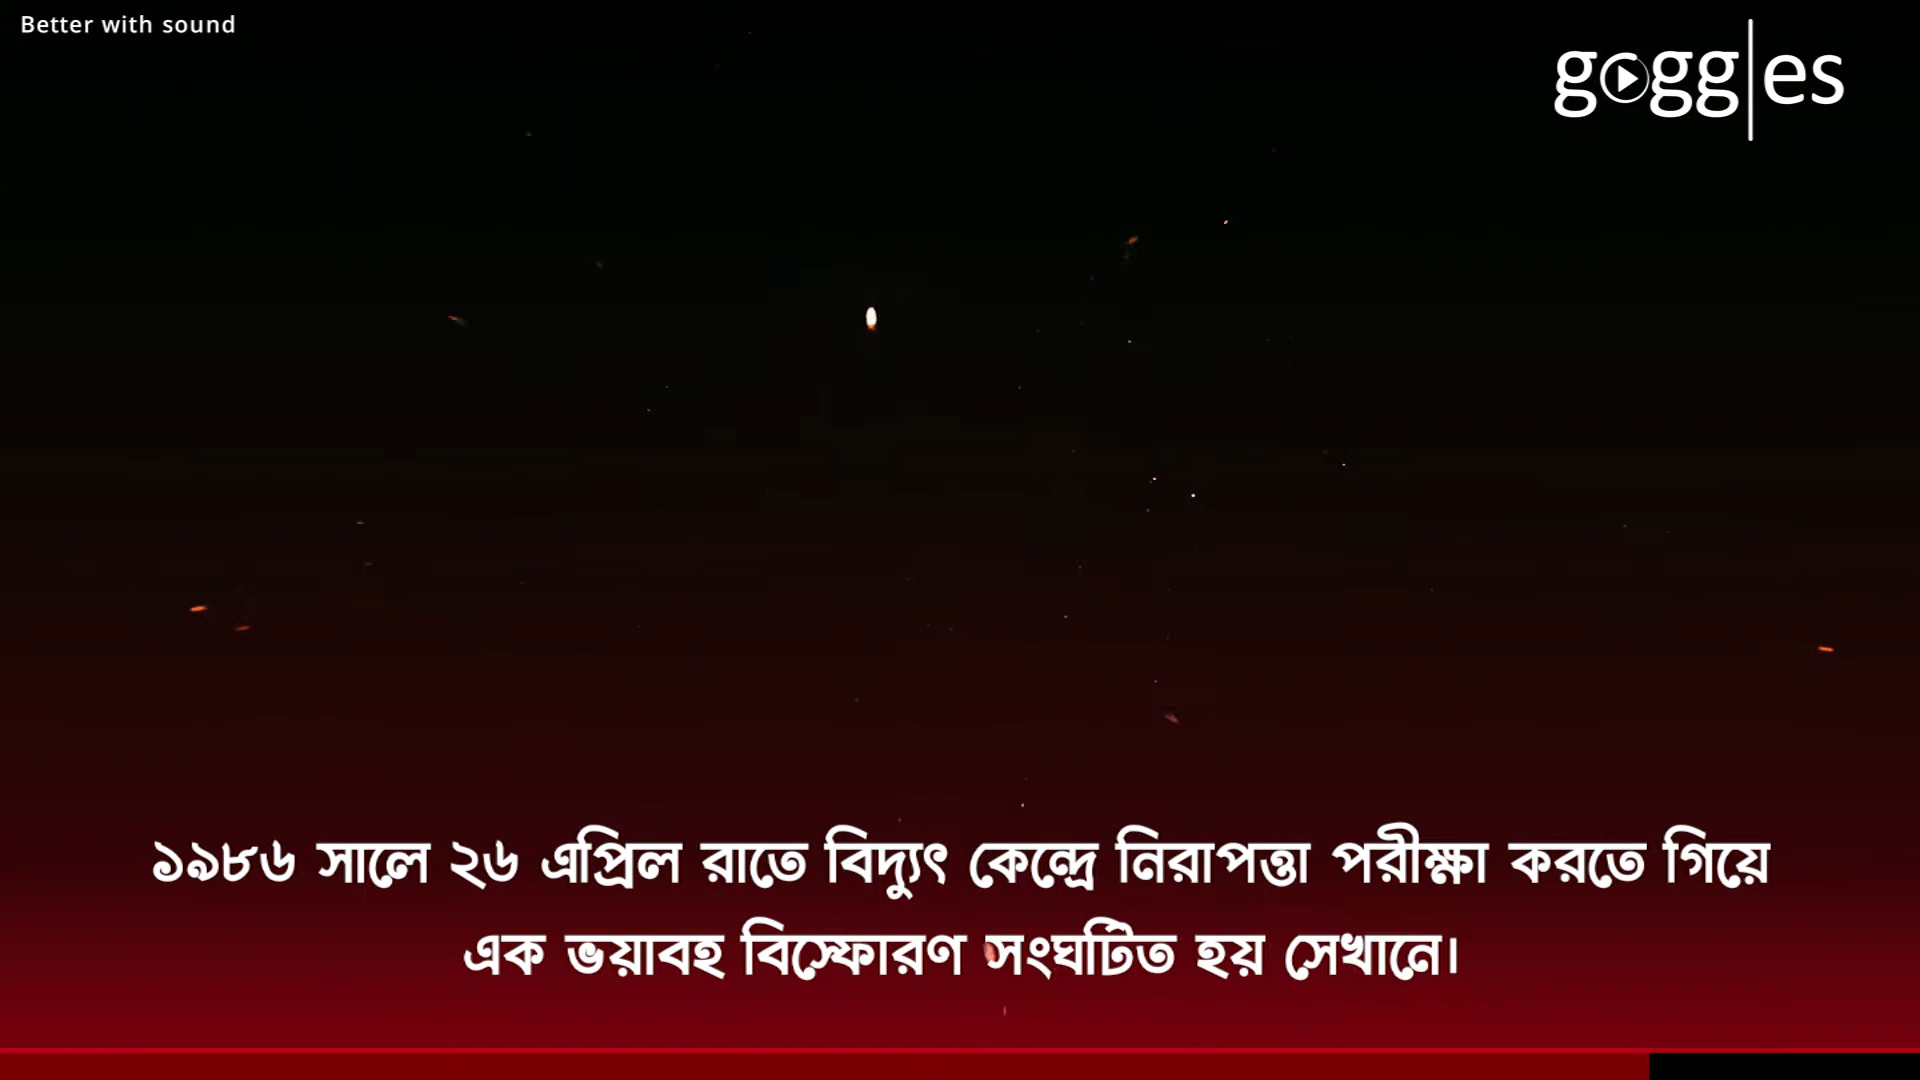 Better with sound
goggles
১৯৮৬ সালে ২৬ এপ্রিল রাতে বিদ্যুৎ কেন্দ্রে নিরাপত্তা পরীক্ষা করতে গিয়ে
এক ভয়াবহ বিস্ফোরণ সংঘটিত হয় সেখানে।